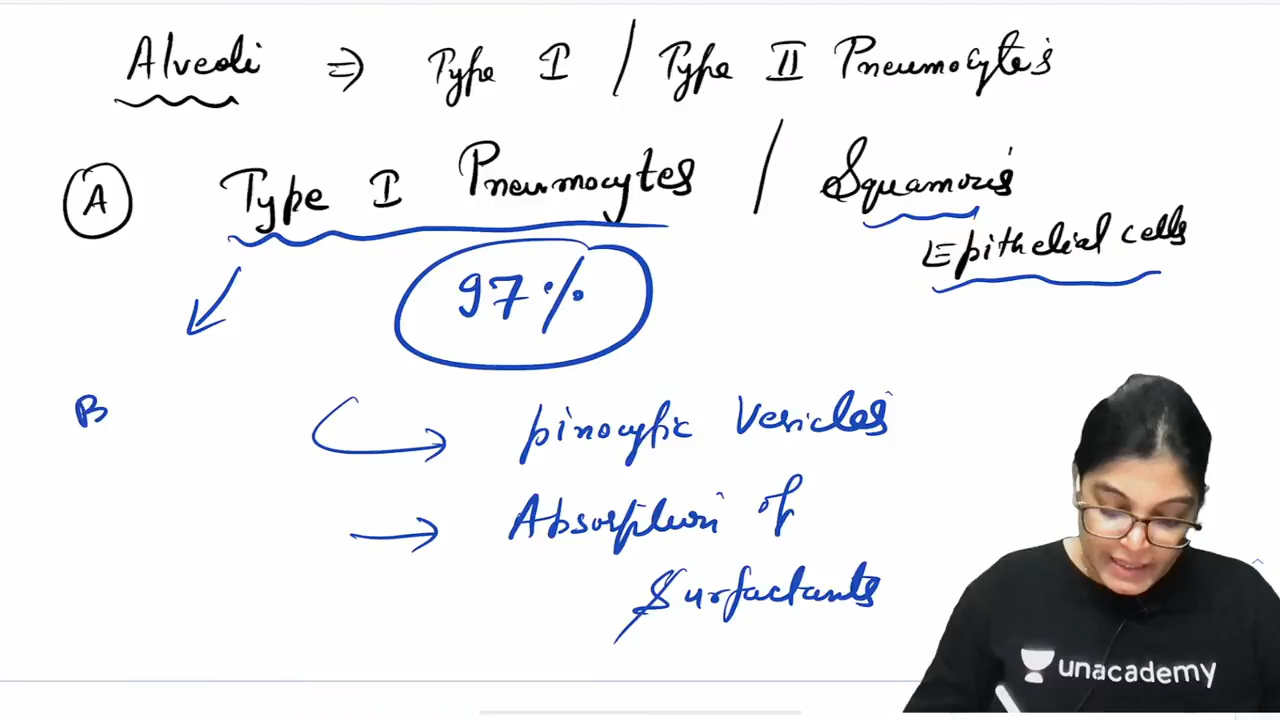 Alveoli ⇒ Type I / Type II Pneumocytes
A Type I Pneumocytes / Squamous
Epithelial cells
97%
B → pinocytic Vesicles
→ Absorption of
Surfactants
unacademy